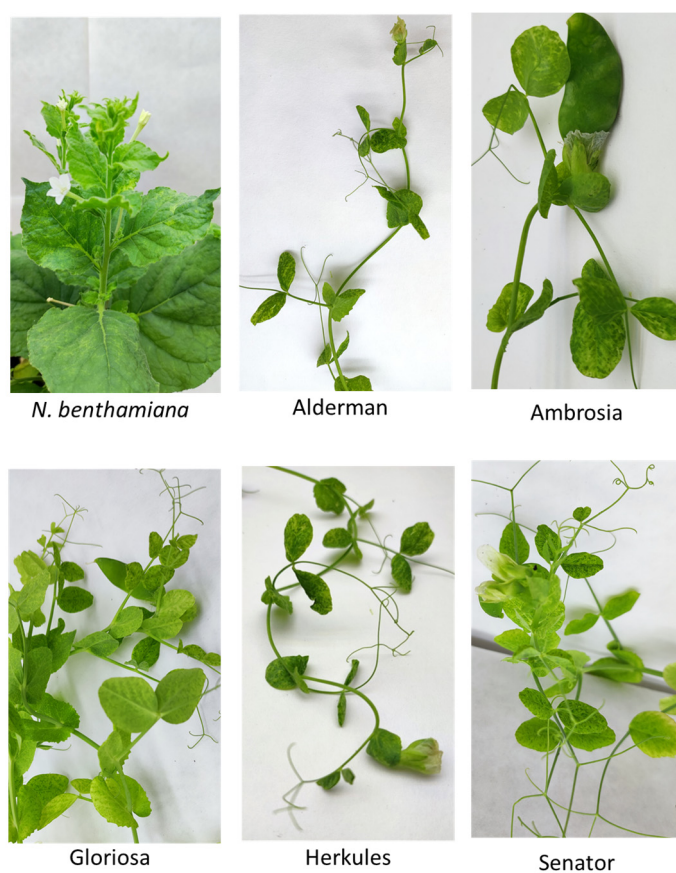 N. benthamiana
Alderman
Ambrosia
Gloriosa
Herkules
Senator